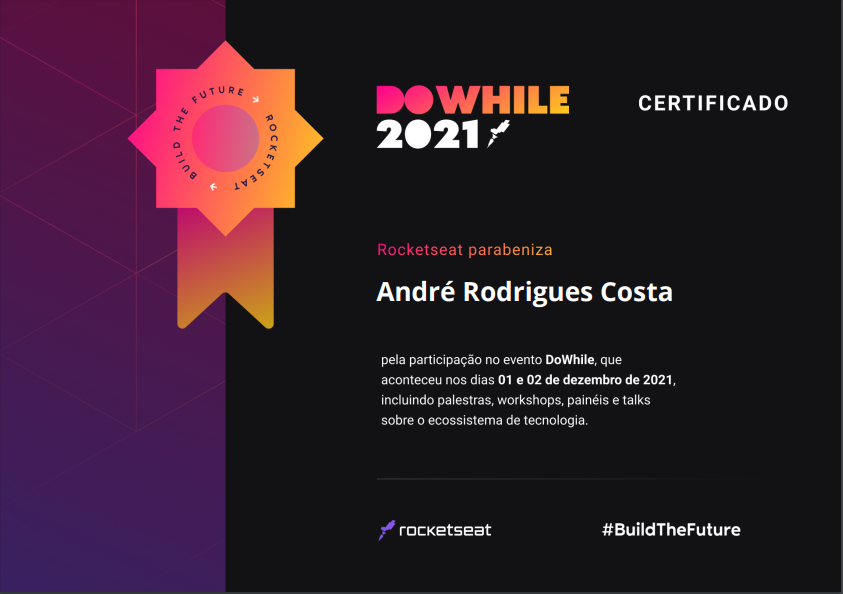 BUILD THE FUTURE → ROCKETSEAT →
DOWHILE
2021
CERTIFICADO
Rocketseat parabeniza
André Rodrigues Costa
pela participação no evento DoWhile, que
aconteceu nos dias 01 e 02 de dezembro de 2021,
incluindo palestras, workshops, painéis e talks
sobre o ecossistema de tecnologia.
rocketseat
#BuildTheFuture